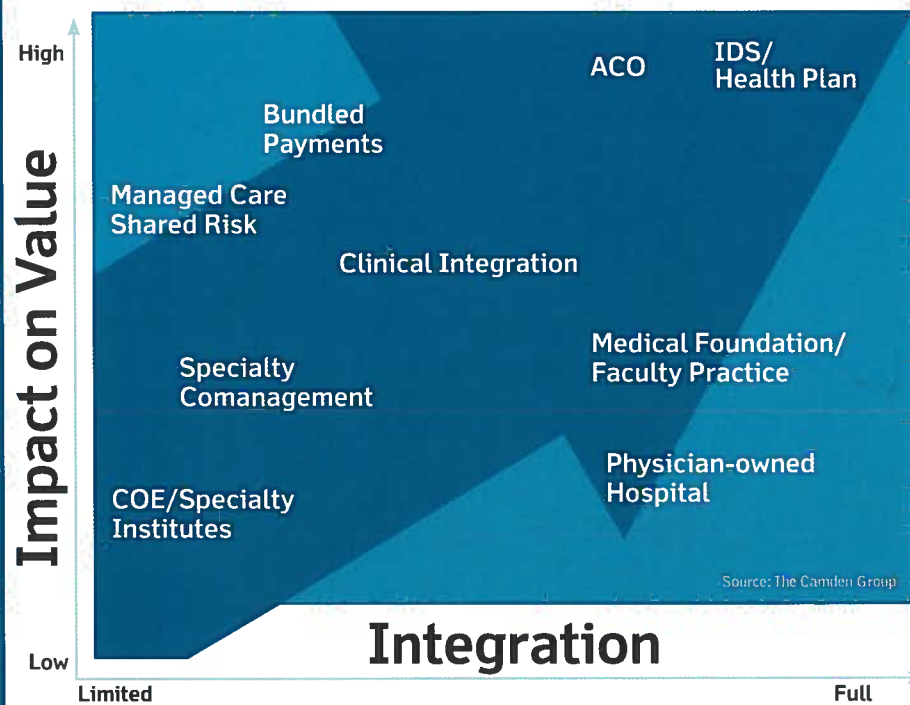 High
ACO
IDS/
Health Plan
Bundled
Payments
Managed Care
Shared Risk
Clinical Integration
Medical Foundation/
Faculty Practice
Specialty
Comanagement
Physician-owned
Hospital
COE/Specialty
Institutes
Source: The Camden Group
Impact on Value
Integration
Low
Limited
Full